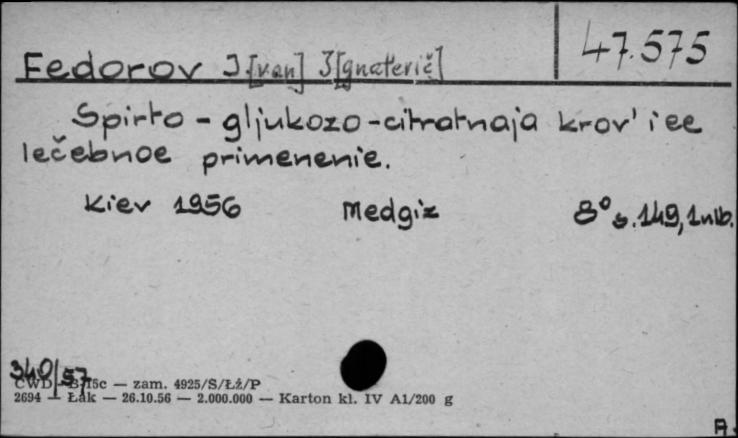 Fedorov I[van] I[gnatevič]
47.575
Spirto-gljukozo-citratnaja krov' i ee
lečebnoe primenenie.
Kiev 1956 Medgiz 8° s. 149, 1 nlb.
340/57
CWD — B/15c — zam. 4925/S/ŁŻ/P
2694 — Łak — 26.10.56 — 2.000.000 — Karton kl. IV A1/200 g
A.